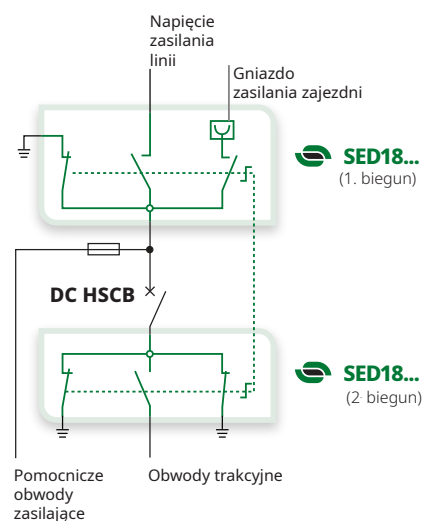 Napięcie
zasilania
linii
Gniazdo
zasilania zajezdni
SED18...
(1. biegun)
DC HSCB
SED18...
(2. biegun)
Pomocnicze
obwody
zasilające
Obwody trakcyjne